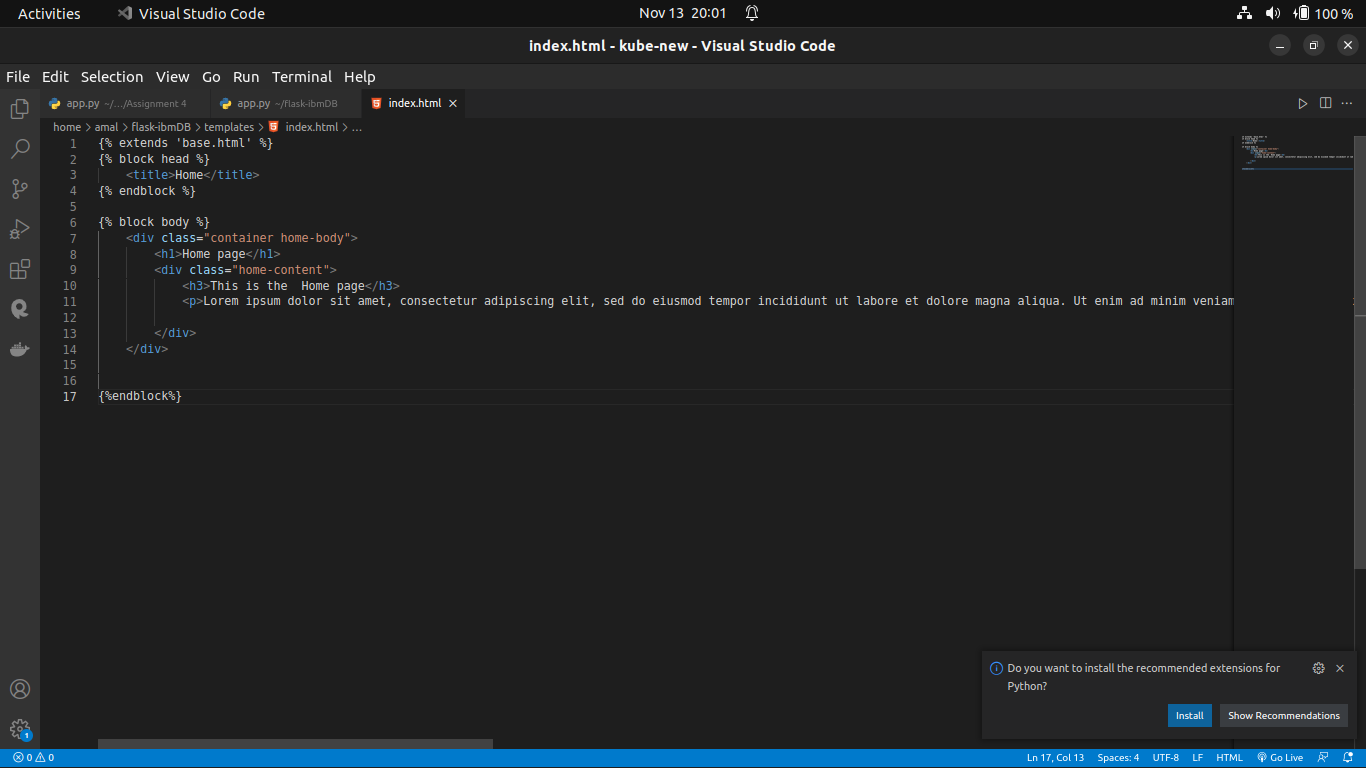 Activities Visual Studio Code Nov 13 20:01 100 %
index.html - kube-new - Visual Studio Code
File Edit Selection View Go Run Terminal Help
app.py ~/.../Assignment 4 app.py ~/flask-ibmDB index.html
home > amal > flask-ibmDB > templates > index.html > ...
1 {% extends 'base.html' %}
2 {% block head %}
3 <title>Home</title>
4 {% endblock %}
5
6 {% block body %}
7 <div class="container home-body">
8 <h1>Home page</h1>
9 <div class="home-content">
10 <h3>This is the  Home page</h3>
11 <p>Lorem ipsum dolor sit amet, consectetur adipiscing elit, sed do eiusmod tempor incididunt ut labore et dolore magna aliqua. Ut enim ad minim veniam
12
13 </div>
14 </div>
15
16
17 {%endblock%}
Do you want to install the recommended extensions for
Python?
Install Show Recommendations
1
0 0 Ln 17, Col 13 Spaces: 4 UTF-8 LF HTML Go Live